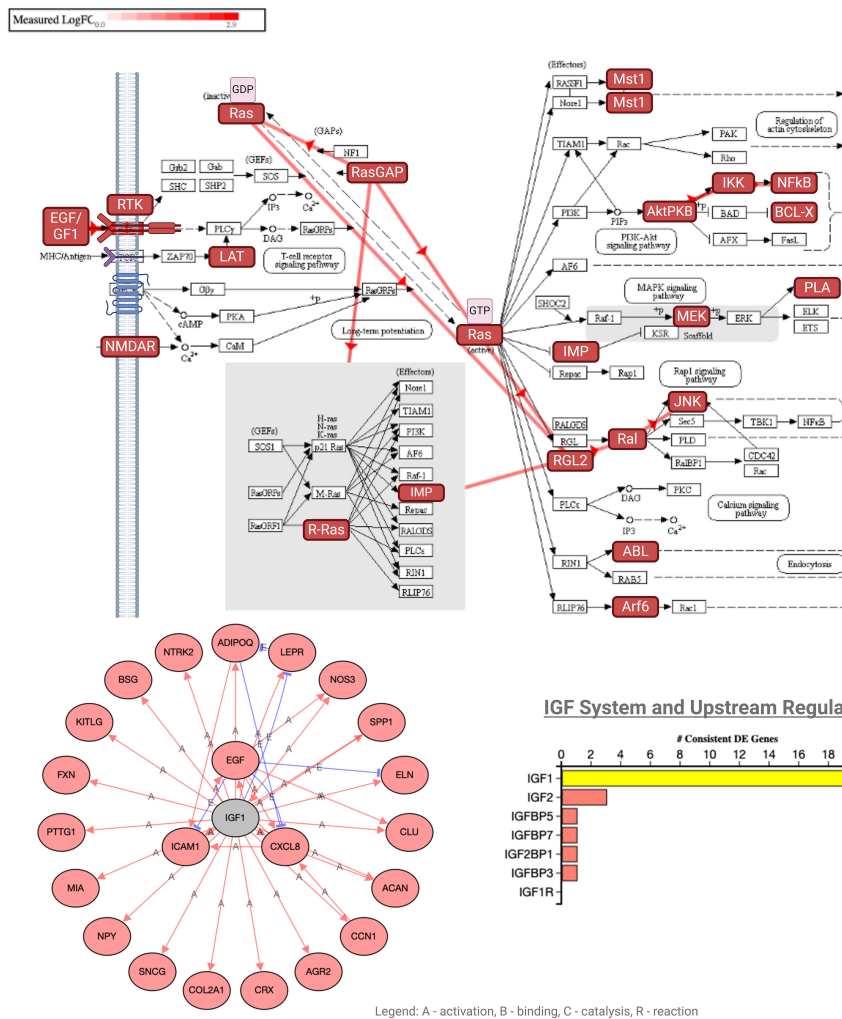 Measured LogFC
0.0
2.9
GDP
(inactiv
Ras
(GAPs)
NF1
RasGAP
(GEFs)
Grb2
Gab
SOS
SHC
SHP2
IP3
Ca2+
RTK
EGF/
GF1
PLCγ
DAG
RasGRPs
MHC/Antigen
ZAP70
LAT
T-cell receptor
signaling pathway
Gβγ
RasGRFs
+p
cAMP
PKA
Long-term potentiation
NMDAR
Ca2+
CaM
GTP
Ras
(active)
(Effectors)
RASSF1
Mst1
Nore1
Mst1
Regulation of
actin cytoskeleton
TIAM1
Rac
PAK
Rho
IKK
NFkB
PI3K
PIP3
AktPKB
+p
BAD
BCL-X
PI3K-Akt
signaling pathway
AFX
FasL
AF6
MAPK signaling
pathway
PLA
SHOC2
Raf-1
+p
MEK
+p
ERK
ELK
ETS
KSR
Scaffold
IMP
Repac
Rap1
Rap1 signaling
pathway
JNK
RALGDS
RGL
RGL2
Ral
Sec5
TBK1
NFκB
PLD
RalBP1
CDC42
Rac
PLCε
DAG
PKC
IP3
Ca2+
Calcium signaling
pathway
RIN1
ABL
RAB5
Endocytosis
RLIP76
Arf6
Rac1
(Effectors)
Nore1
TIAM1
H-ras
N-ras
K-ras
(GEFs)
SOS1
p21 Ras
PI3K
AF6
Raf-1
RasGRPs
M-Ras
IMP
Repac
RasGRF1
R-Ras
RALGDS
PLCε
RIN1
RLIP76
ADIPOQ
NTRK2
LEPR
BSG
NOS3
KITLG
SPP1
EGF
FXN
ELN
IGF1
PTTG1
CLU
ICAM1
CXCL8
MIA
ACAN
NPY
CCN1
SNCG
AGR2
COL2A1
CRX
IGF System and Upstream Regula
# Consistent DE Genes
0 2 4 6 8 10 12 14 16 18
IGF1
IGF2
IGFBP5
IGFBP7
IGF2BP1
IGFBP3
IGF1R
Legend: A - activation, B - binding, C - catalysis, R - reaction